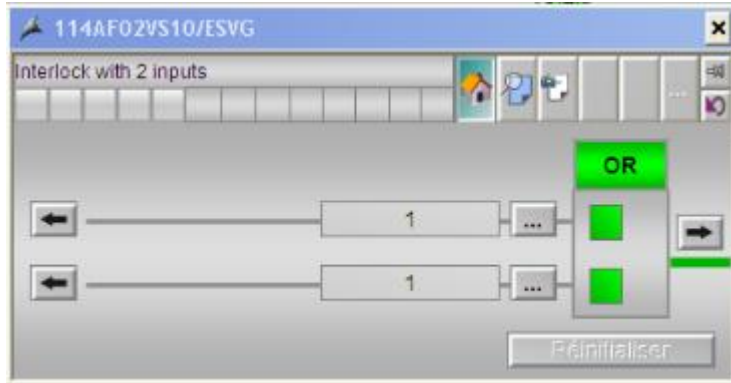 114AF02VS10/ESVG
Interlock with 2 inputs
...
OR
1 ...
1 ...
Réinitialiser